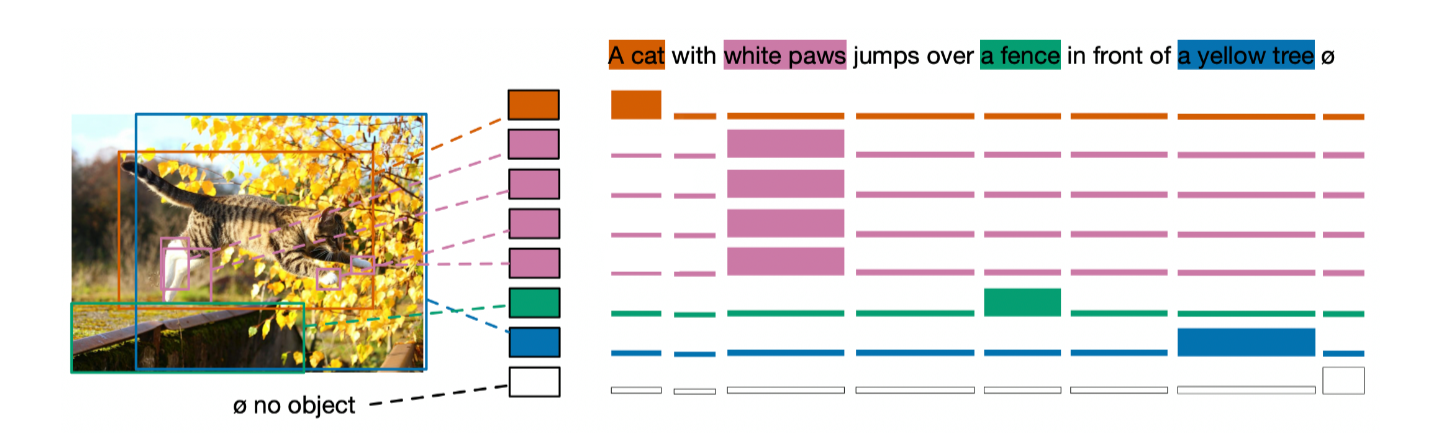 A cat with white paws jumps over a fence in front of a yellow tree ø
ø no object